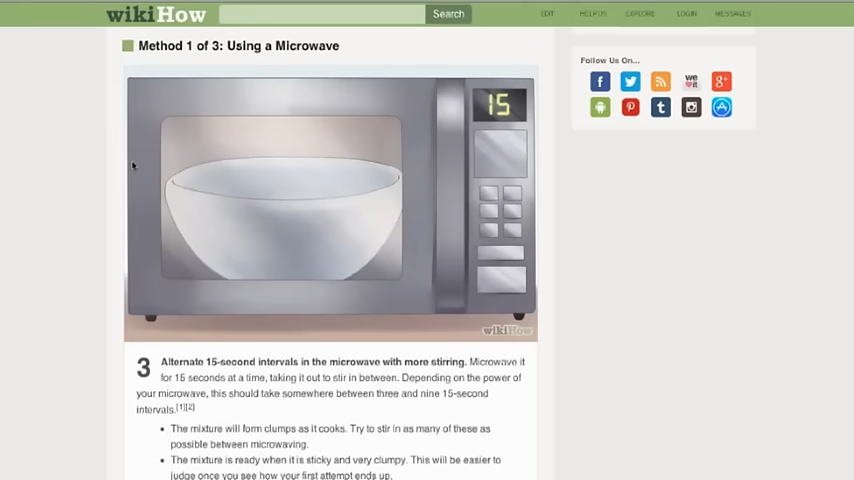 wikiHow
Search
EDIT
HELP US
EXPLORE
LOGIN
MESSAGES
Method 1 of 3: Using a Microwave
Follow Us On...
f
we
it
g+
t
15
wikiHow
3 Alternate 15-second intervals in the microwave with more stirring. Microwave it
for 15 seconds at a time, taking it out to stir in between. Depending on the power of
your microwave, this should take somewhere between three and nine 15-second
intervals.[1][2]
• The mixture will form clumps as it cooks. Try to stir in as many of these as
possible between microwaving.
• The mixture is ready when it is sticky and very clumpy. This will be easier to
judge once you see how your first attempt ends up.